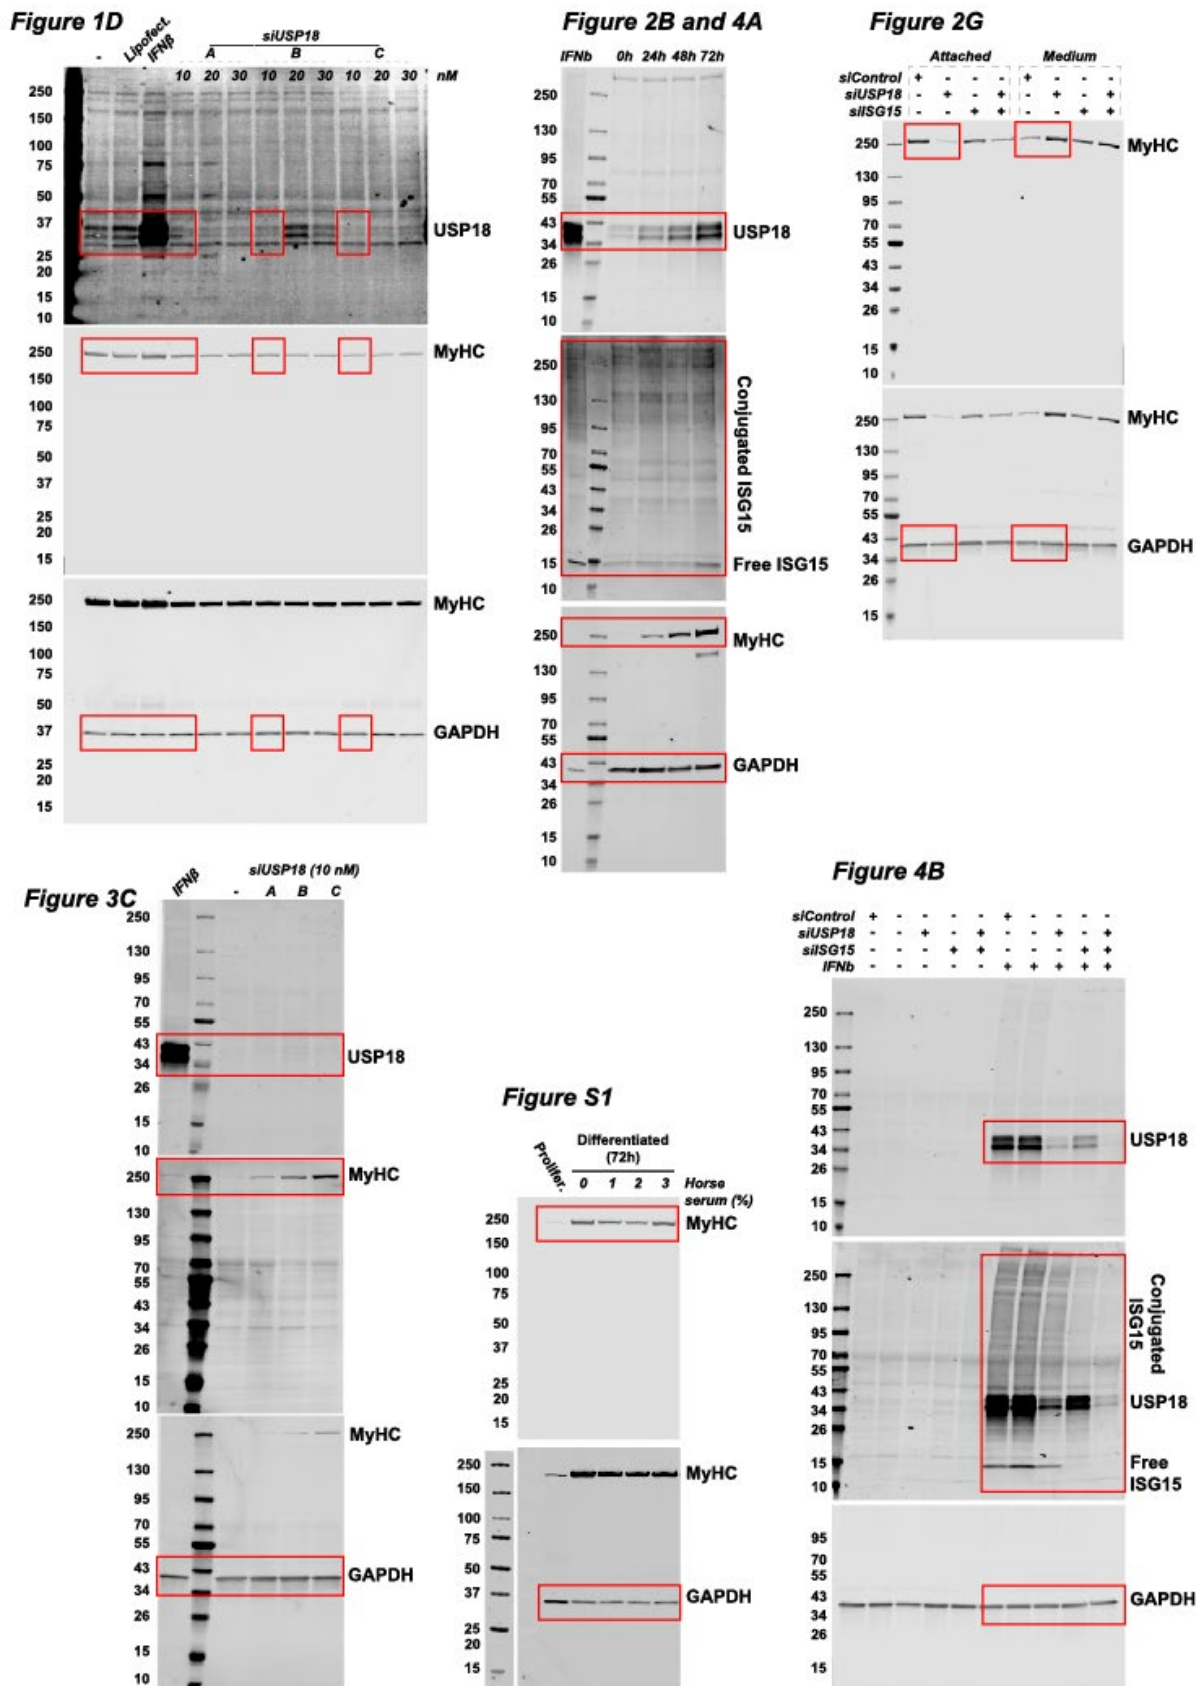 Figure 1D
- Lipofect. IFNβ
siUSP18
A B C
10 20 30 10 20 30 10 20 30 nM
250
150
100
75
50
37
25
20
15
10
USP18
250
150
100
75
50
37
25
20
15
MyHC
250
150
100
75
50
37
25
20
15
MyHC
GAPDH
Figure 2B and 4A
IFNb 0h 24h 48h 72h
250
130
95
70
55
43
34
26
15
10
USP18
250
130
95
70
55
43
34
26
15
10
Conjugated ISG15
Free ISG15
250
130
95
70
55
43
34
26
15
10
MyHC
GAPDH
Figure 2G
Attached Medium
siControl + - - - + - - -
siUSP18 - + - + - + - +
siISG15 - - + + - - + +
250
130
95
70
55
43
34
26
15
10
MyHC
250
130
95
70
55
43
34
26
15
MyHC
GAPDH
Figure 3C
IFNβ
siUSP18 (10 nM)
- A B C
250
130
95
70
55
43
34
26
15
10
USP18
250
130
95
70
55
43
34
26
15
10
MyHC
250
130
95
70
55
43
34
26
15
10
MyHC
GAPDH
Figure S1
Prolifer.
Differentiated
(72h)
0 1 2 3 Horse
serum (%)
250
150
100
75
50
37
25
20
15
MyHC
250
150
100
75
50
37
25
20
15
MyHC
GAPDH
Figure 4B
siControl + - - - - + - - - -
siUSP18 - - + - + - - + - +
siISG15 - - - + + - - - + +
IFNb - - - - - + + + + +
250
130
95
70
55
43
34
26
15
10
USP18
250
130
95
70
55
43
34
26
15
10
Conjugated
ISG15
USP18
Free
ISG15
95
70
55
43
34
26
15
GAPDH